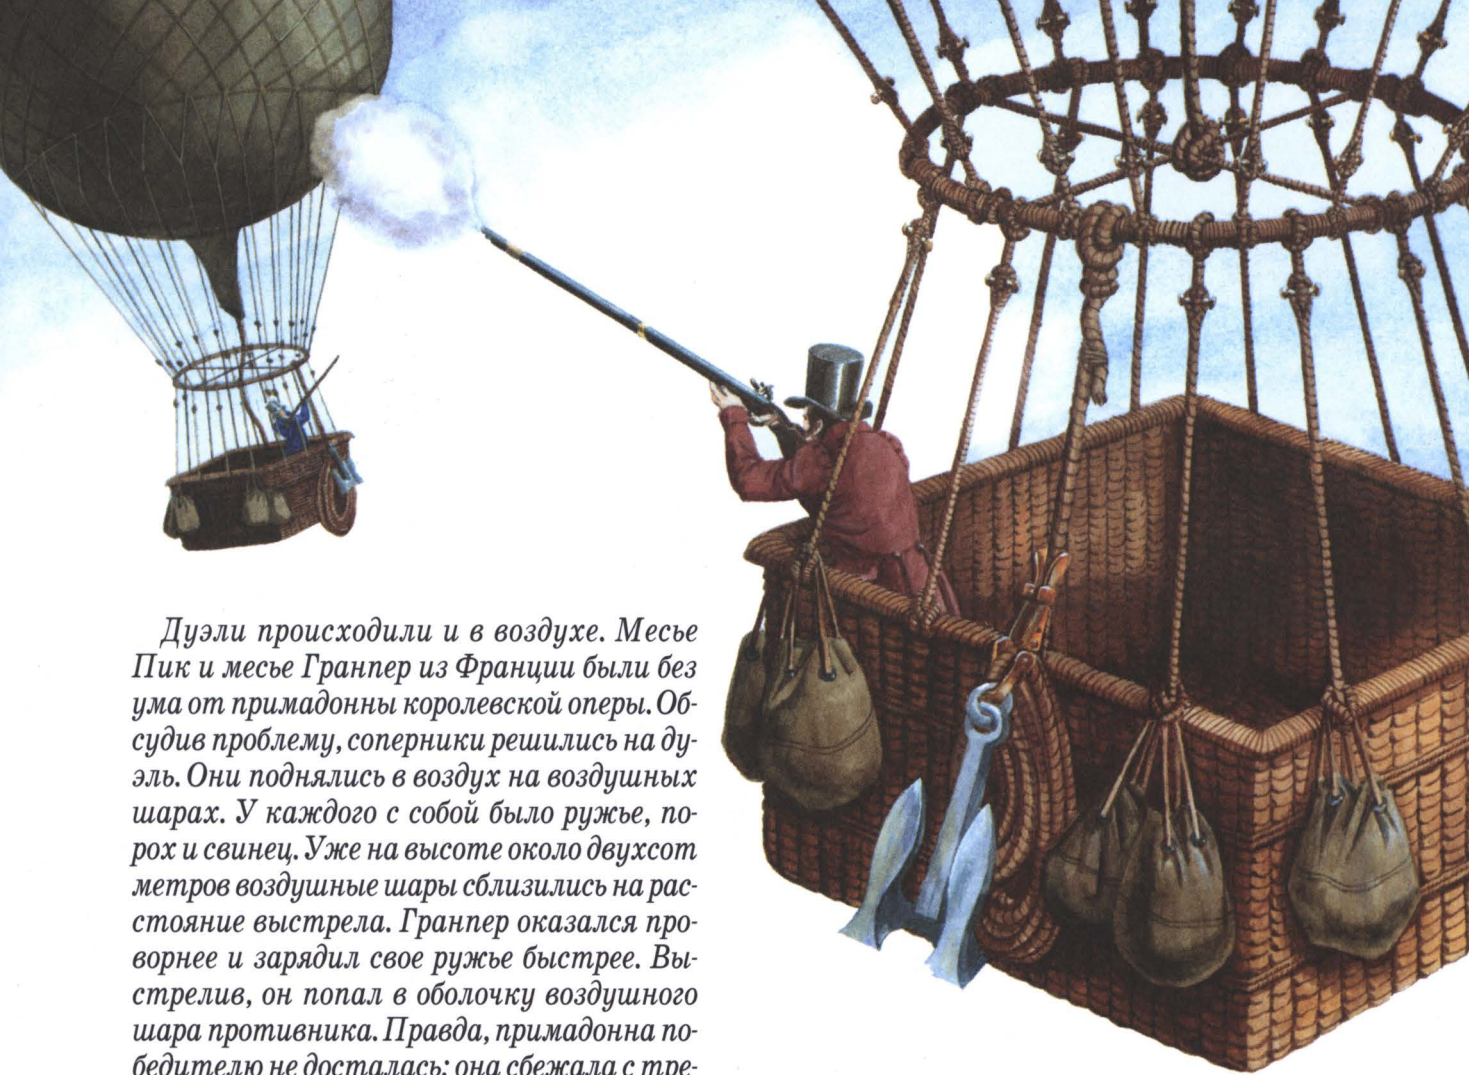 Дуэли происходили и в воздухе. Месье
Пик и месье Гранпер из Франции были без
ума от примадонны королевской оперы. Об-
судив проблему, соперники решились на ду-
эль. Они поднялись в воздух на воздушных
шарах. У каждого с собой было ружье, по-
рох и свинец. Уже на высоте около двухсот
метров воздушные шары сблизились на рас-
стояние выстрела. Гранпер оказался про-
ворнее и зарядил свое ружье быстрее. Вы-
стрелив, он попал в оболочку воздушного
шара противника. Правда, примадонна по-
бедителю не досталась: она сбежала с тре-